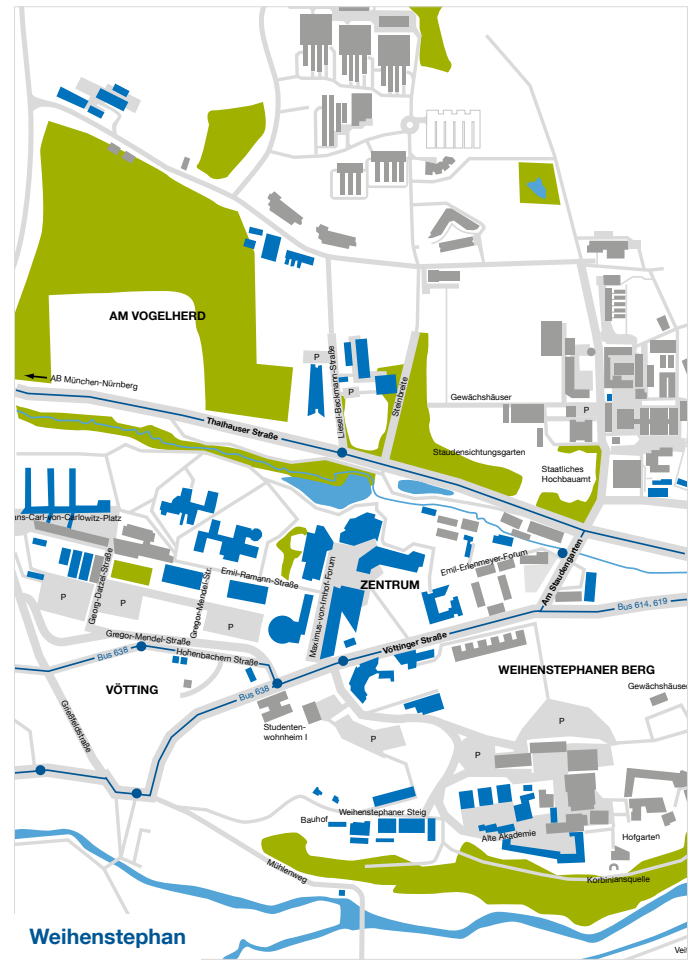 AM VOGELHERD
P
AB München-Nürnberg
Liesel-Beckmann-Straße
P
Steinbreite
Gewächshäuser
P
Thalhauser Straße
Staudensichtungsgarten
Staatliches
Hochbauamt
ans-Carl-von-Carlowitz-Platz
Georg-Dätzel-Straße
Emil-Ramann-Straße
Gregor-Mendel-Str.
Maximus-von-Imhof-Forum
ZENTRUM
Emil-Erlenmeyer-Forum
Am Staudengarten
P
P
P
Bus 614, 619
Gregor-Mendel-Straße
Hohenbachern Straße
Bus 638
Vöttinger Straße
VÖTTING
Bus 638
WEIHENSTEPHANER BERG
Gewächshäuser
Grießfeldstraße
Studenten-
wohnheim I
P
P
P
Bauhof
Weihenstephaner Steig
Alte Akademie
Hofgarten
Mühlenweg
Korbiniansquelle
Weihenstephan
Vei